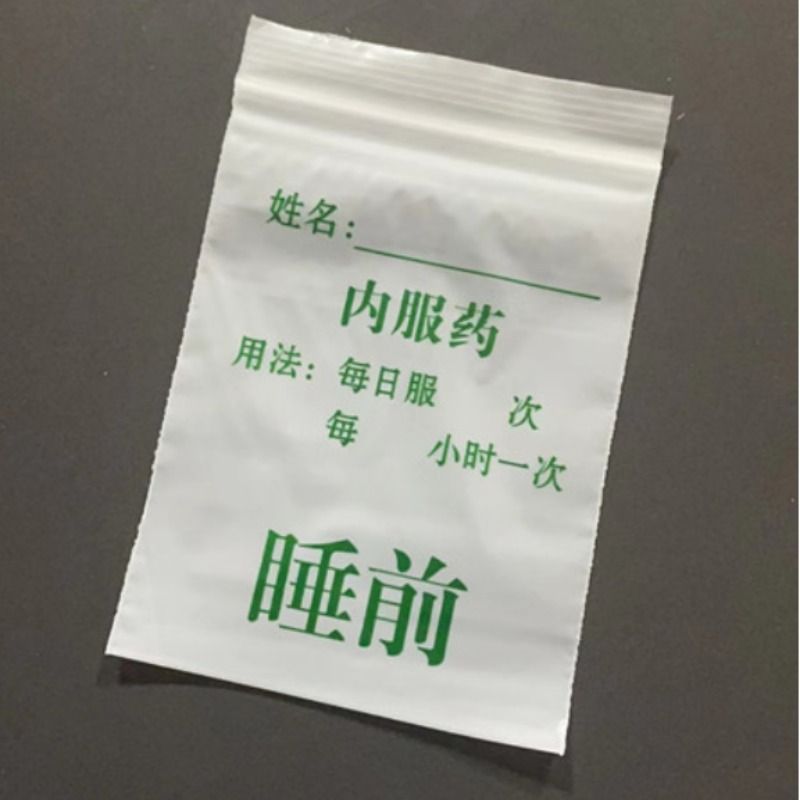 姓名：
内服药
用法：每日服 次
每 小时一次
睡前